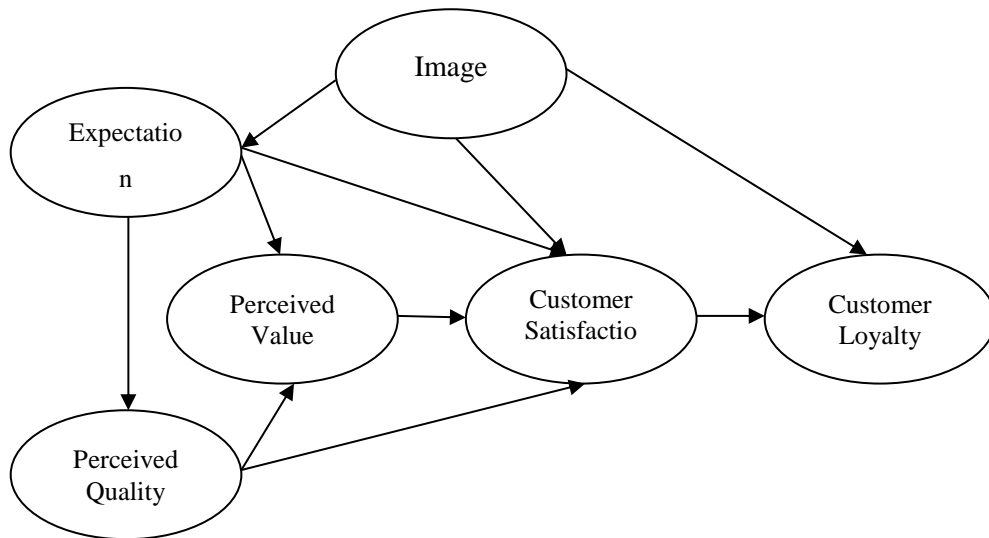 Image
Expectatio
n
Perceived
Value
Customer
Satisfactio
Customer
Loyalty
Perceived
Quality